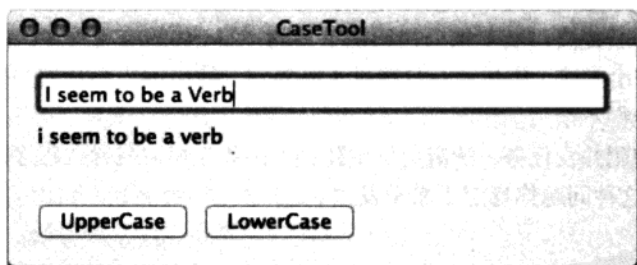 CaseTool
I seem to be a Verb
i seem to be a verb
UpperCase LowerCase